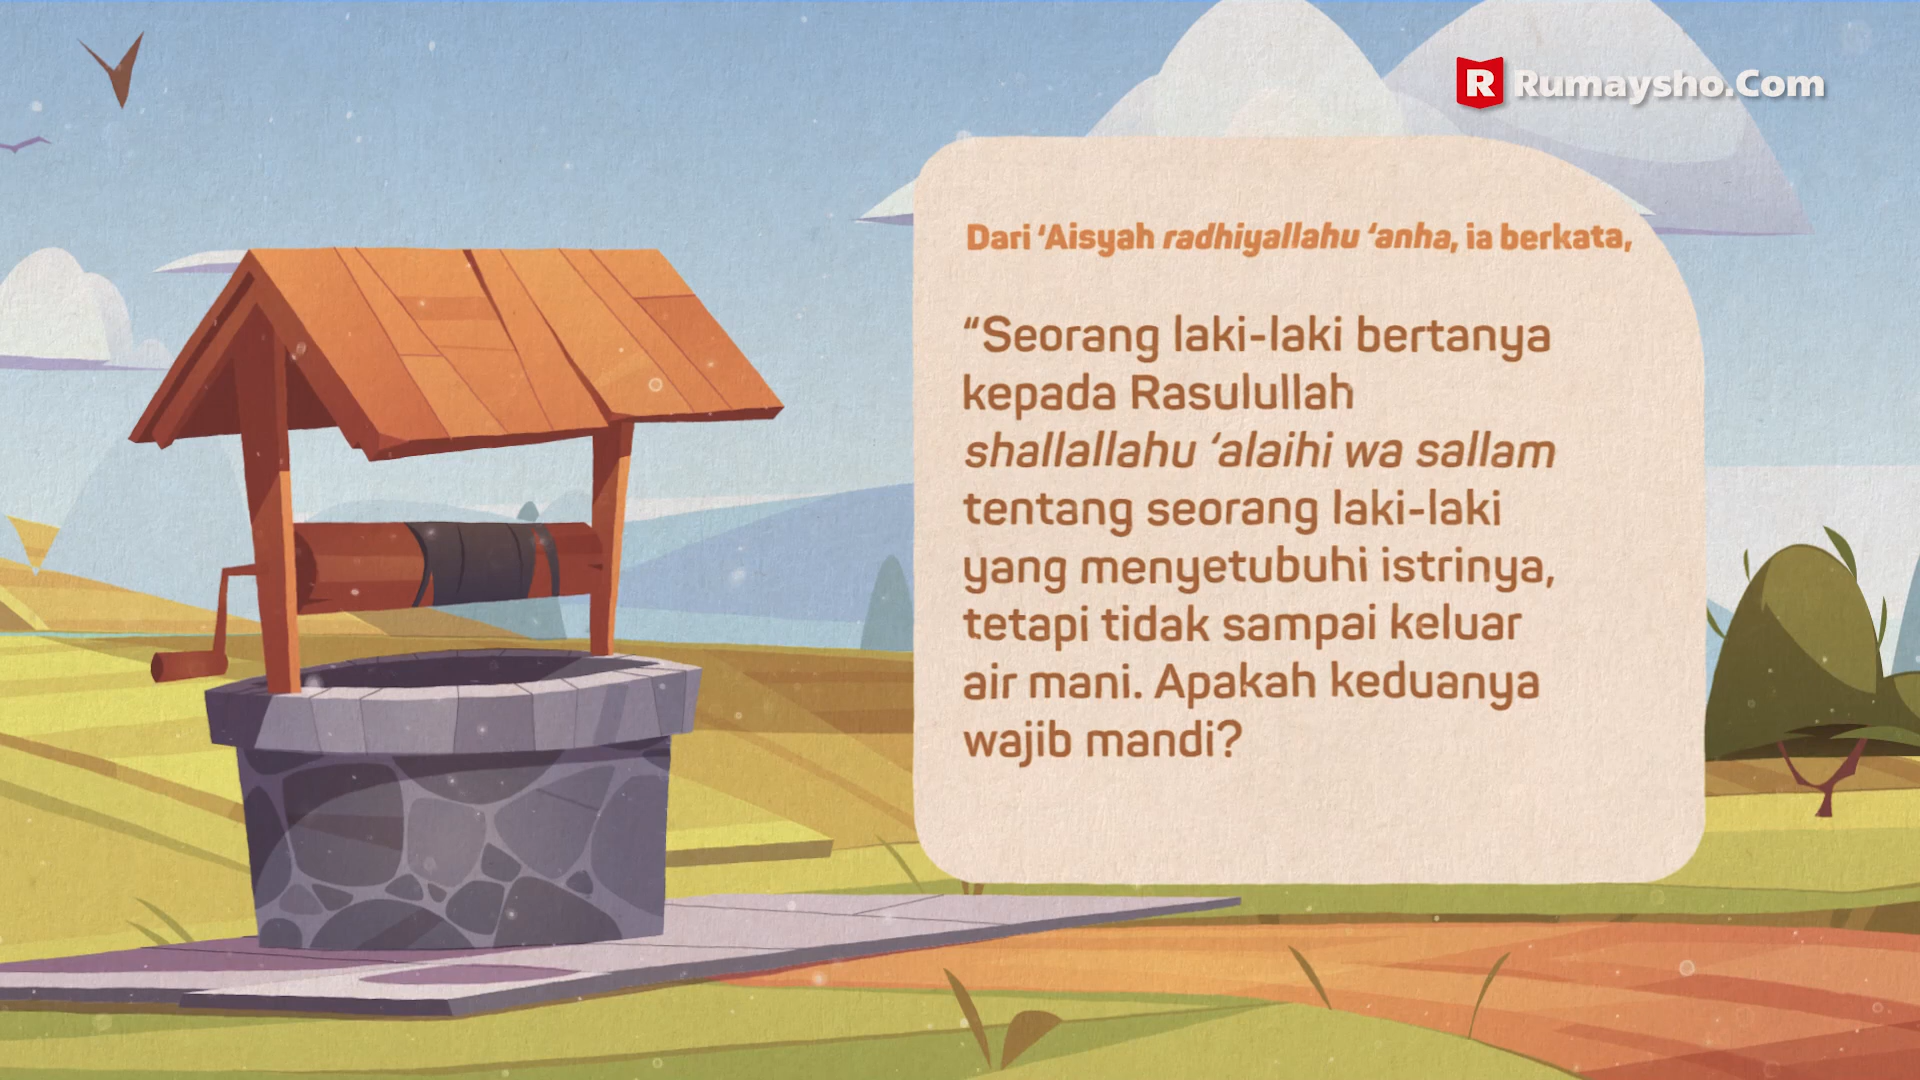 R Rumaysho.Com
Dari ‘Aisyah radhiyallahu ‘anha, ia berkata,
“Seorang laki-laki bertanya
kepada Rasulullah
shallallahu ‘alaihi wa sallam
tentang seorang laki-laki
yang menyetubuhi istrinya,
tetapi tidak sampai keluar
air mani. Apakah keduanya
wajib mandi?